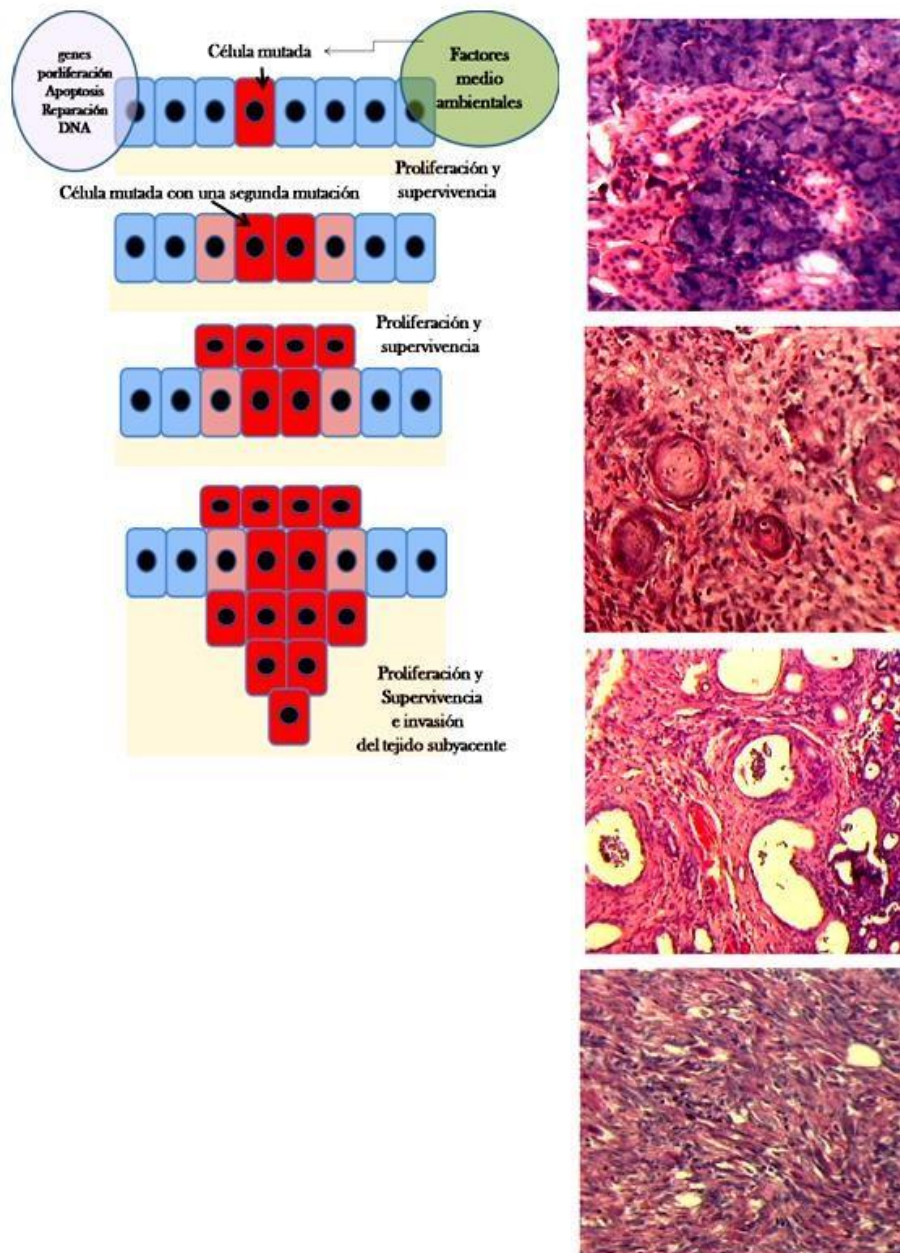 genes
porliferación
Apoptosis
Reparación
DNA
Célula mutada
Factores
medio
ambientales
Proliferación y
supervivencia
Célula mutada con una segunda mutación
Proliferación y
supervivencia
Proliferación y
Supervivencia
e invasión
del tejido subyacente